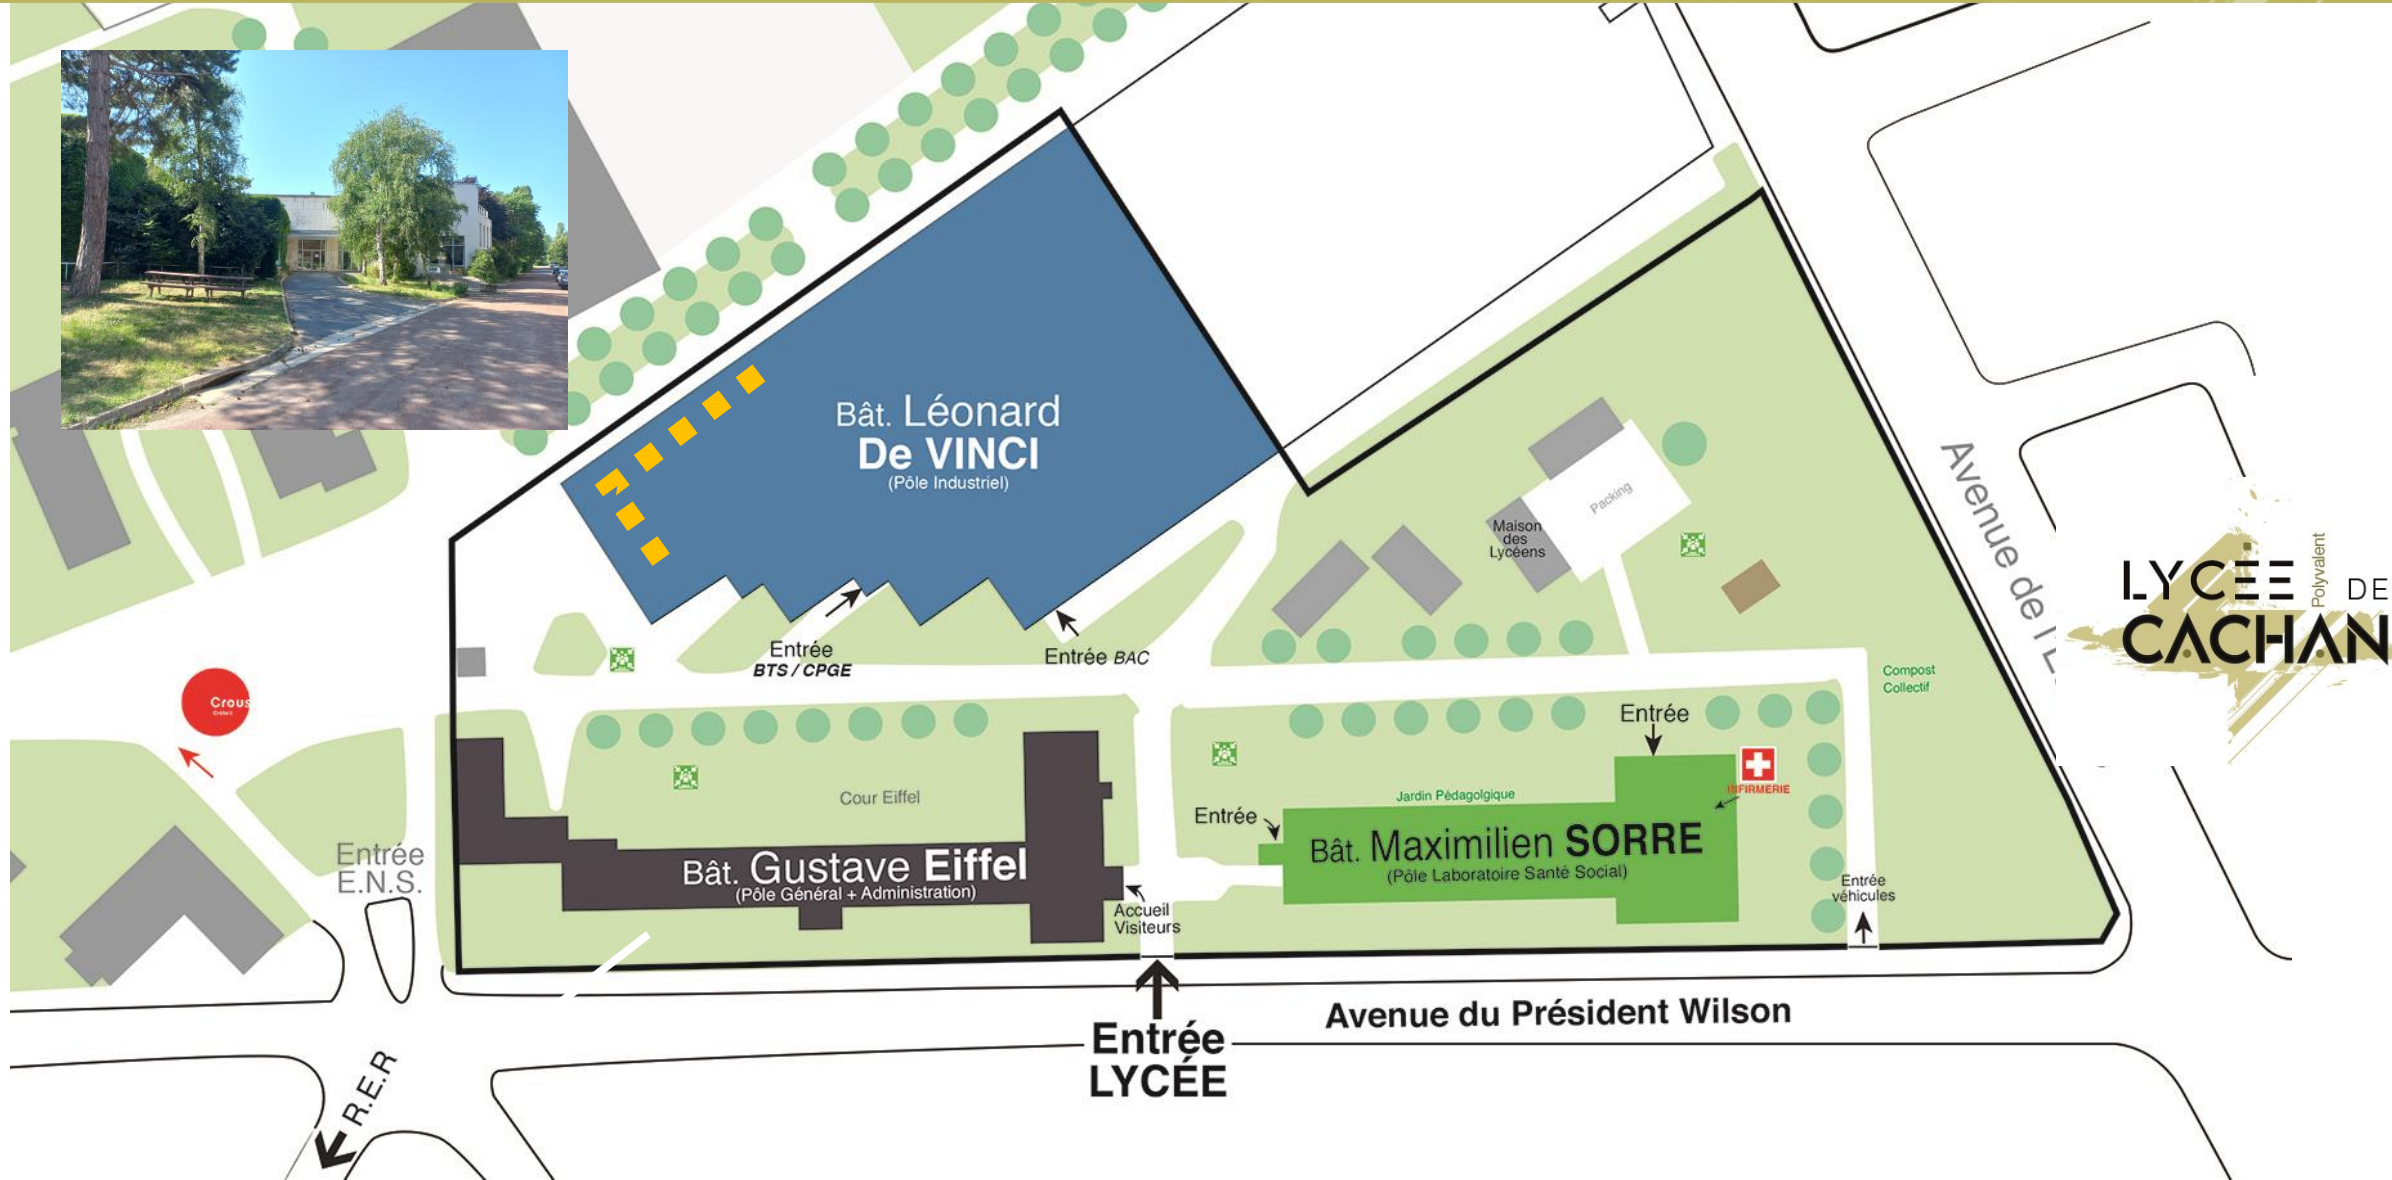 Bât. Léonard
De VINCI
(Pôle Industriel)
Packing
Maison
des
Lycéens
Avenue de l'
LYCÉE
Polyvalent
DE
CACHAN
Entrée
BTS / CPGE
Entrée BAC
Compost
Collectif
Crous
Entrée
INFIRMERIE
Cour Eiffel
Jardin Pédagolgique
Entrée
Bât. Maximilien SORRE
(Pôle Laboratoire Santé Social)
Entrée
E.N.S.
Bât. Gustave Eiffel
(Pôle Général + Administration)
Entrée
véhicules
Accueil
Visiteurs
Avenue du Président Wilson
Entrée
LYCÉE
R.E.R